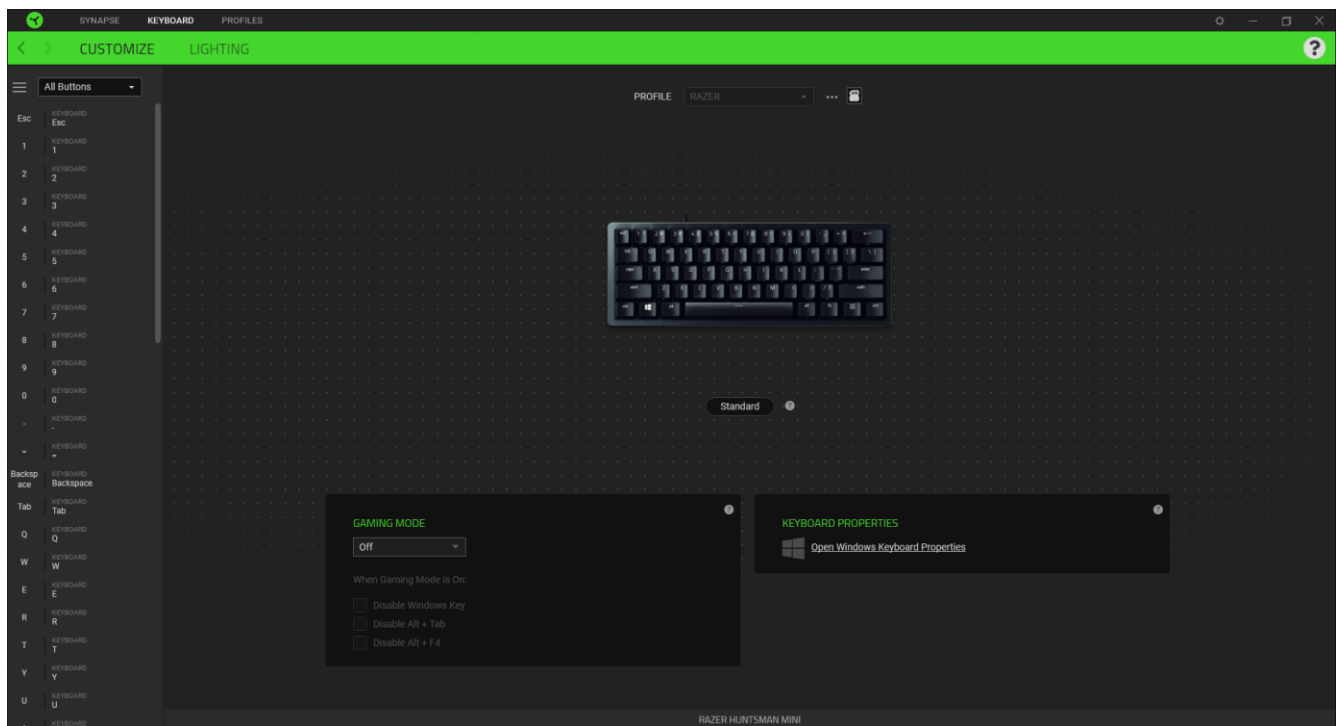 SYNAPSE KEYBOARD PROFILES
CUSTOMIZE LIGHTING
?
All Buttons
PROFILE RAZER
Esc KEYBOARD
Esc
1 KEYBOARD
1
2 KEYBOARD
2
3 KEYBOARD
3
4 KEYBOARD
4
5 KEYBOARD
5
6 KEYBOARD
6
7 KEYBOARD
7
8 KEYBOARD
8
9 KEYBOARD
9
0 KEYBOARD
0
- KEYBOARD
-
= KEYBOARD
=
Backsp
ace
KEYBOARD
Backspace
Tab KEYBOARD
Tab
Q KEYBOARD
Q
W KEYBOARD
W
E KEYBOARD
E
R KEYBOARD
R
T KEYBOARD
T
Y KEYBOARD
Y
U KEYBOARD
U
KEYBOARD
Standard ?
GAMING MODE ?
Off
When Gaming Mode is On:
Disable Windows Key
Disable Alt + Tab
Disable Alt + F4
KEYBOARD PROPERTIES ?
Open Windows Keyboard Properties
RAZER HUNTSMAN MINI